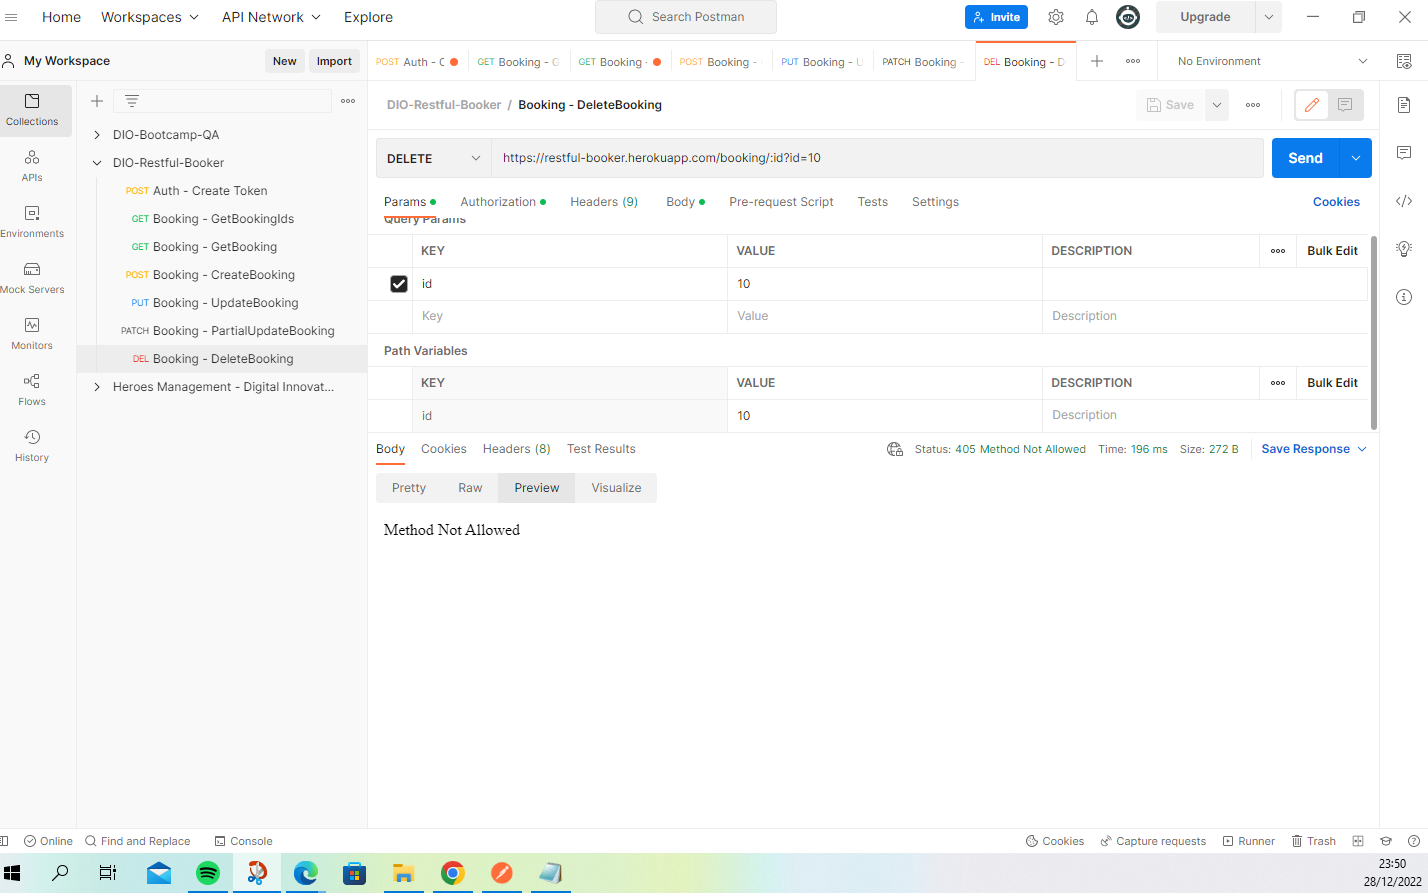 Home Workspaces API Network Explore Search Postman Invite Upgrade
My Workspace New Import POST Auth - C GET Booking - G GET Booking - POST Booking - PUT Booking - U PATCH Booking - DEL Booking - D No Environment
DIO-Restful-Booker / Booking - DeleteBooking Save
Collections
APIs
Environments
Mock Servers
Monitors
Flows
History
DIO-Bootcamp-QA
DIO-Restful-Booker
POST Auth - Create Token
GET Booking - GetBookingIds
GET Booking - GetBooking
POST Booking - CreateBooking
PUT Booking - UpdateBooking
PATCH Booking - PartialUpdateBooking
DEL Booking - DeleteBooking
Heroes Management - Digital Innovat...
DELETE https://restful-booker.herokuapp.com/booking/:id?id=10 Send
Params Authorization Headers (9) Body Pre-request Script Tests Settings Cookies
Query Params
KEY VALUE DESCRIPTION Bulk Edit
id 10
Key Value Description
Path Variables
KEY VALUE DESCRIPTION Bulk Edit
id 10 Description
Body Cookies Headers (8) Test Results Status: 405 Method Not Allowed Time: 196 ms Size: 272 B Save Response
Pretty Raw Preview Visualize
Method Not Allowed
Online Find and Replace Console Cookies Capture requests Runner Trash
23:50
28/12/2022